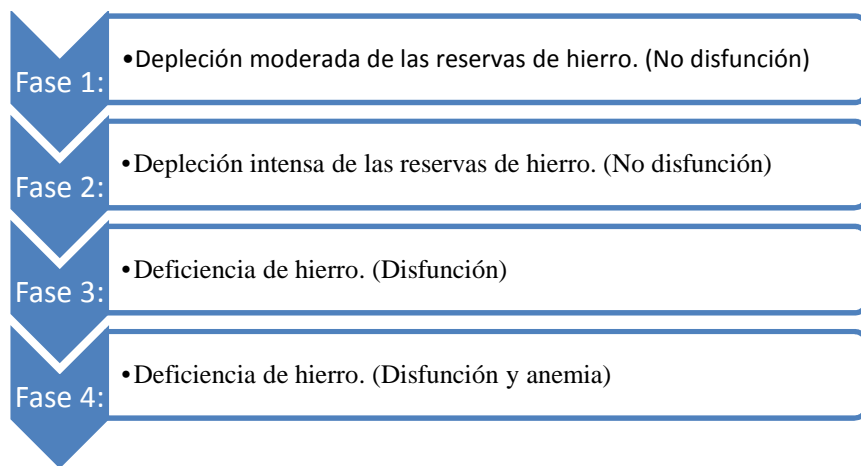 Fase 1:
•Depleción moderada de las reservas de hierro. (No disfunción)
Fase 2:
•Depleción intensa de las reservas de hierro. (No disfunción)
Fase 3:
•Deficiencia de hierro. (Disfunción)
Fase 4:
•Deficiencia de hierro. (Disfunción y anemia)